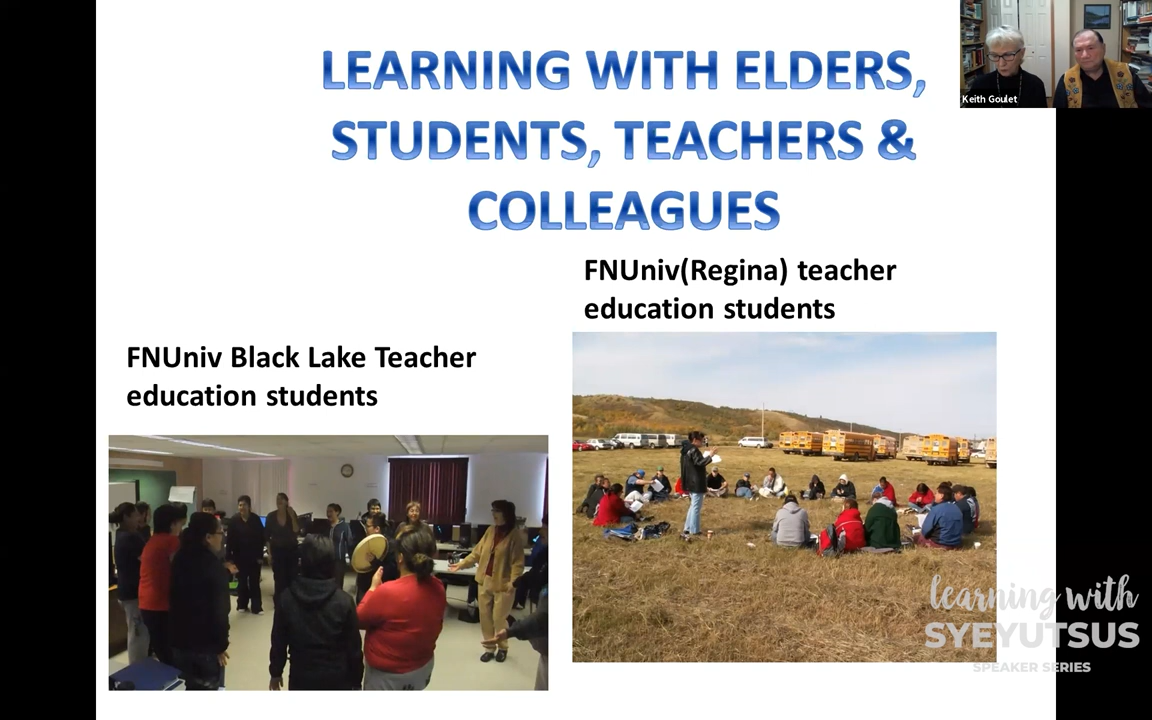 LEARNING WITH ELDERS,
STUDENTS, TEACHERS &
COLLEAGUES
Keith Goulet
FNUniv(Regina) teacher
education students
FNUniv Black Lake Teacher
education students
learning with
SYEYUTSUS
SPEAKER SERIES